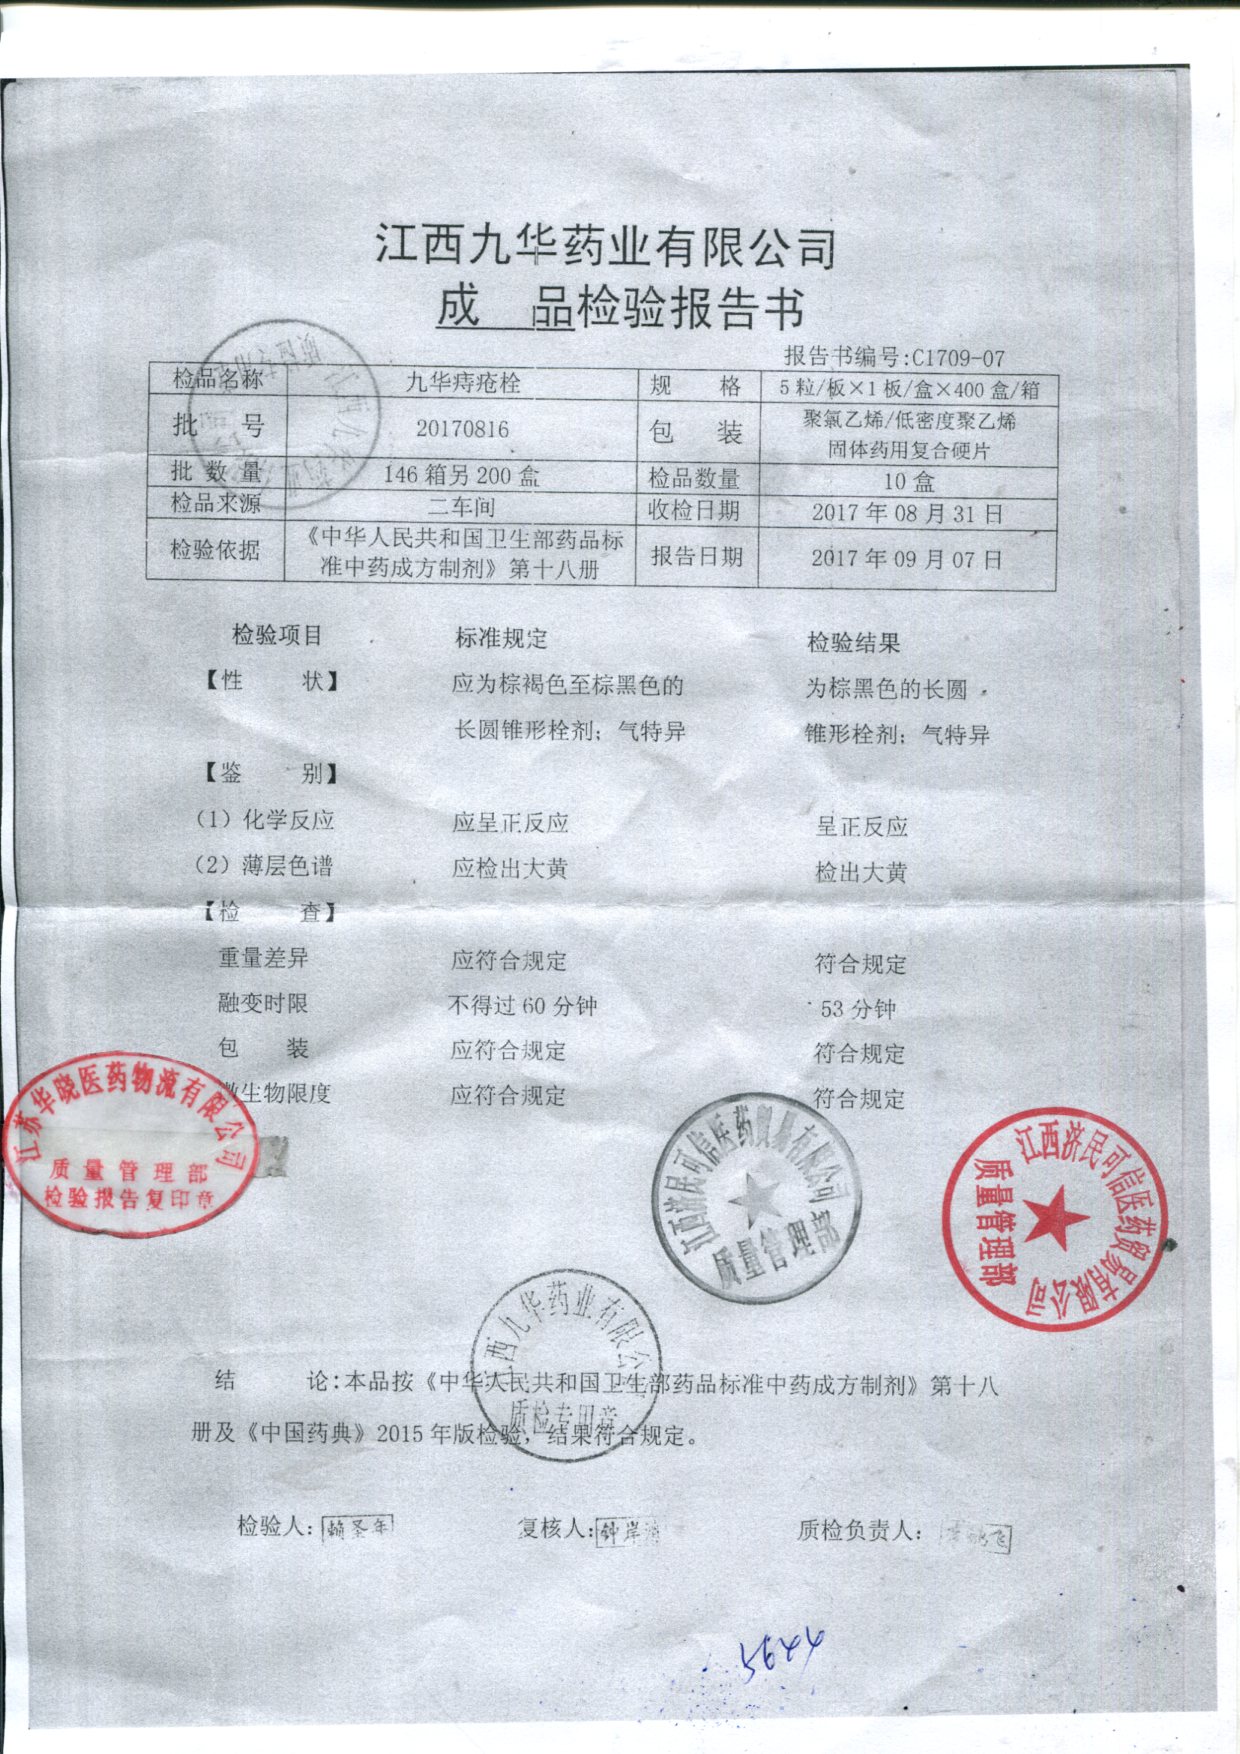 江西九华药业有限公司
成 品检验报告书
报告书编号:C1709-07
检品名称 九华痔疮栓 规 格 5粒/板×1板/盒×400盒/箱
批 号 20170816 包 装 聚氯乙烯/低密度聚乙烯
固体药用复合硬片
批 数 量 146箱另200盒 检品数量 10盒
检品来源 二车间 收检日期 2017年08月31日
检验依据 《中华人民共和国卫生部药品标
准中药成方制剂》第十八册 报告日期 2017年09月07日
检验项目 标准规定 检验结果
【性 状】 应为棕褐色至棕黑色的 为棕黑色的长圆
长圆锥形栓剂；气特异 锥形栓剂；气特异
【鉴 别】
（1）化学反应 应呈正反应 呈正反应
（2）薄层色谱 应检出大黄 检出大黄
【检 查】
重量差异 应符合规定 符合规定
融变时限 不得过60分钟 53分钟
包 装 应符合规定 符合规定
微生物限度 应符合规定 符合规定
江苏华晓医药物流有限公司
质量管理部
检验报告复印章
江西济民可信医药贸易有限公司
质量管理部
江西济民可信医药贸易有限公司
质量管理部
江西九华药业有限公司
质检专用章
结 论:本品按《中华人民共和国卫生部药品标准中药成方制剂》第十八
册及《中国药典》2015年版检验，结果符合规定。
检验人: 赖圣年 复核人: 钟岸 质检负责人: 飞
5644